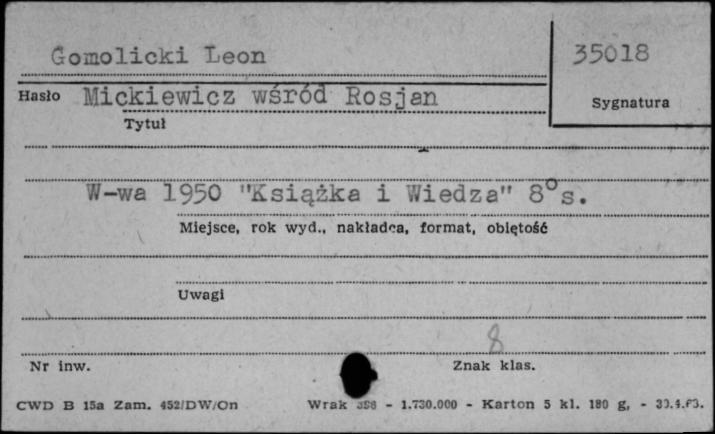 Gomolicki Leon 35018
Hasło Mickiewicz wśród Rosjan Sygnatura
Tytuł
W-wa 1950 "Książka i Wiedza" 8°s.
Miejsce, rok wyd., nakładca, format, objętość
Uwagi
8
Nr inw. Znak klas.
CWD B 15a Zam. 452/DW/On Wrak - 1.730.000 - Karton 5 kl. 180 g, -